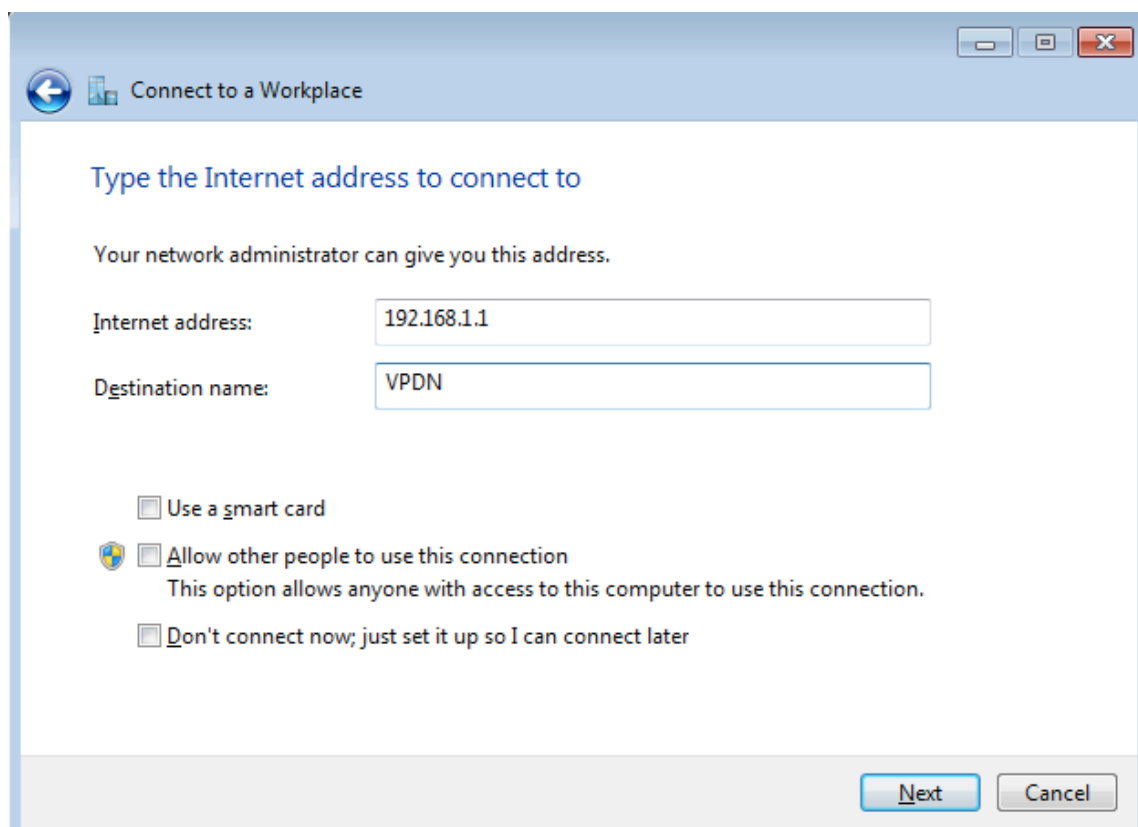 Connect to a Workplace
Type the Internet address to connect to
Your network administrator can give you this address.
Internet address: 192.168.1.1
Destination name: VPDN
Use a smart card
Allow other people to use this connection
This option allows anyone with access to this computer to use this connection.
Don't connect now; just set it up so I can connect later
Next Cancel